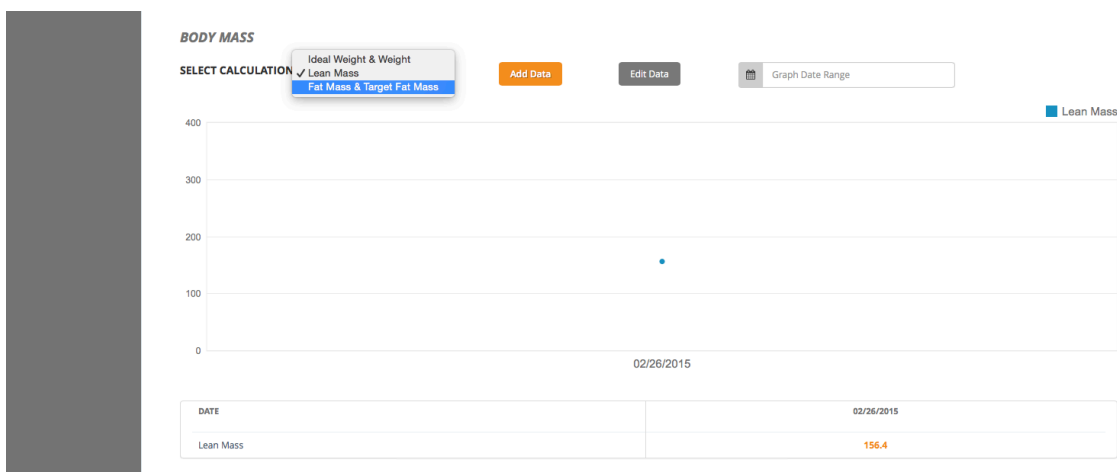 BODY MASS
SELECT CALCULATION
Ideal Weight & Weight
✓ Lean Mass
Fat Mass & Target Fat Mass
Add Data
Edit Data
Graph Date Range
Lean Mass
400
300
200
100
0
02/26/2015
DATE 02/26/2015
Lean Mass 156.4